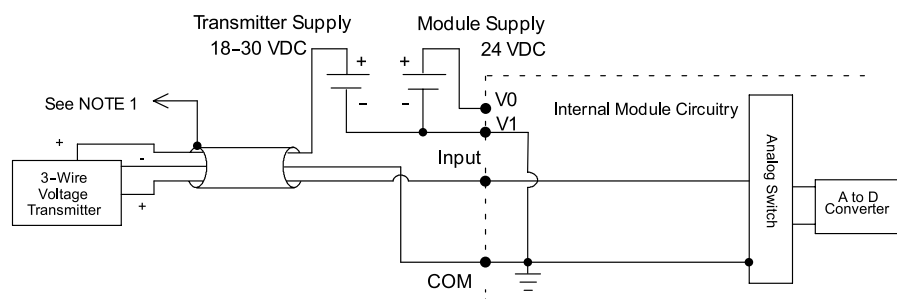 Transmitter Supply
18–30 VDC
Module Supply
24 VDC
+
+
-
-
V0
V1
See NOTE 1
Internal Module Circuitry
+
-
+
3–Wire
Voltage
Transmitter
Input
COM
Analog Switch
A to D
Converter